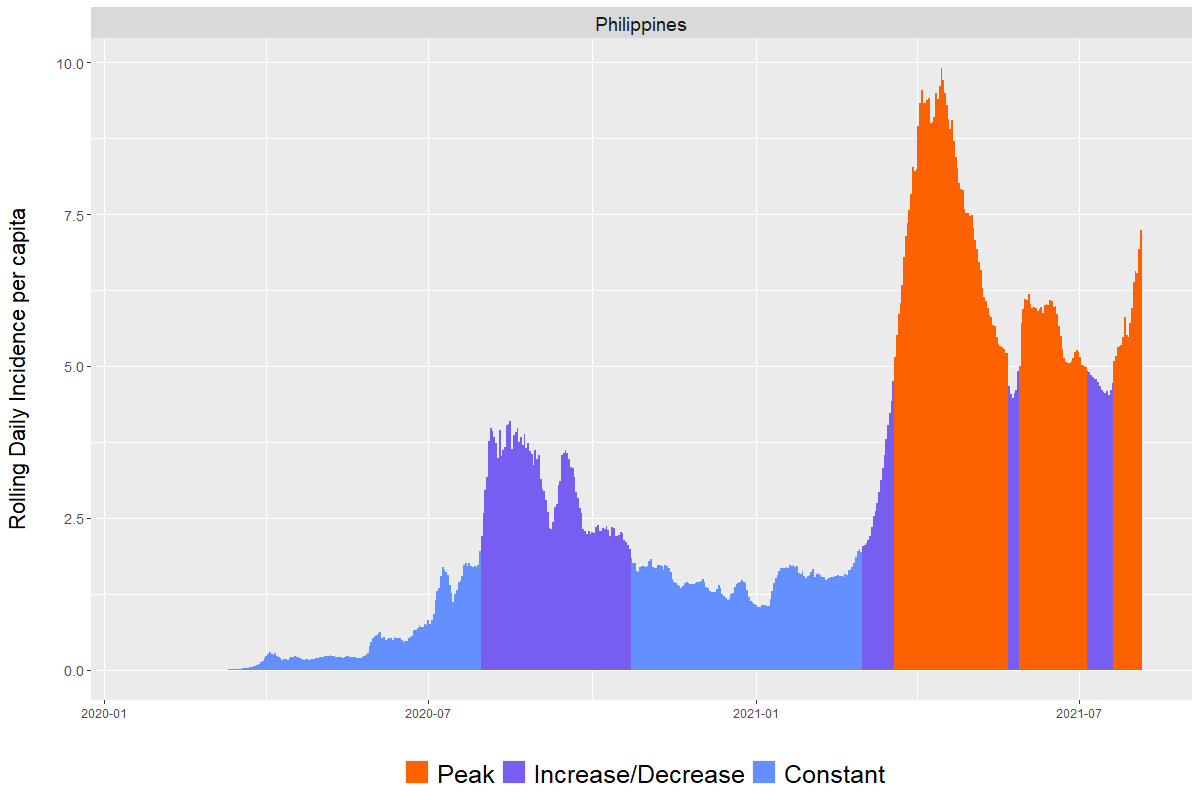 Philippines
Rolling Daily Incidence per capita
10.0
7.5
5.0
2.5
0.0
2020-01 2020-07 2021-01 2021-07
Peak Increase/Decrease Constant